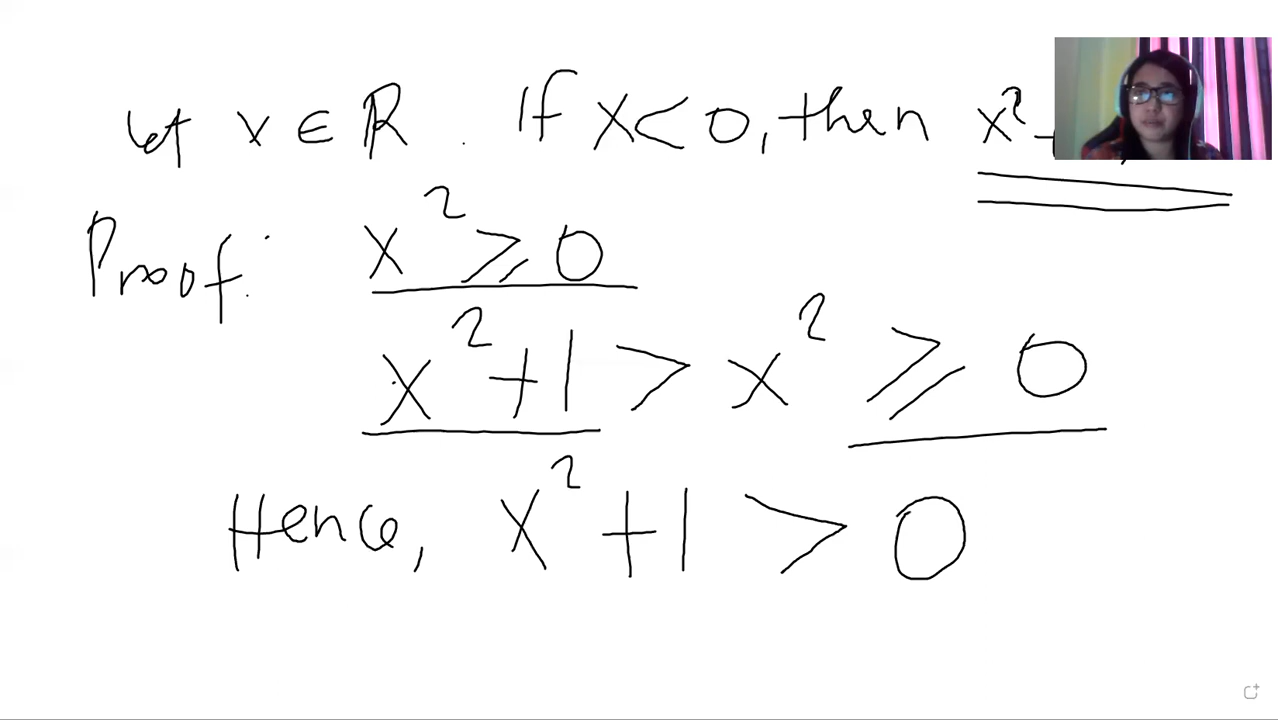 Let x ∈ ℝ. If x < 0, then x² +
Proof: x² ≥ 0
x² + 1 > x² ≥ 0
Hence, x² + 1 > 0